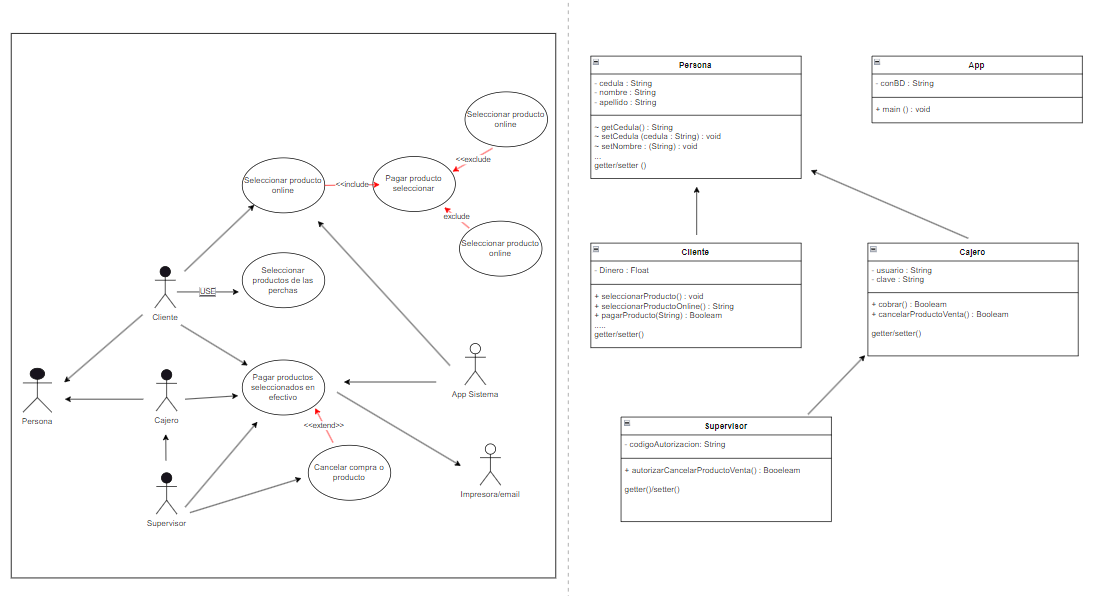 Seleccionar producto
online
<<exclude
Seleccionar producto
online
<<include
Pagar producto
seleccionar
exclude
Seleccionar producto
online
Seleccionar
productos de las
perchas
USE
Cliente
Pagar productos
seleccionados en
efectivo
App Sistema
Persona
Cajero
<<extend>>
Cancelar compra o
producto
Impresora/email
Supervisor
Persona
- cedula : String
- nombre : String
- apellido : String
~ getCedula() : String
~ setCedula (cedula : String) : void
~ setNombre : (String) : void
...
getter/setter ()
App
- conBD : String
+ main () : void
Cliente
- Dinero : Float
+ seleccionarProducto() : void
+ seleccionarProductoOnline() : String
+ pagarProducto(String) : Booleam
.....
getter/setter()
Cajero
- usuario : String
- clave : String
+ cobrar() : Booleam
+ cancelarProductoVenta() : Booleam
getter/setter()
Supervisor
- codigoAutorizacion: String
+ autorizarCancelarProductoVenta() : Booeleam
getter()/setter()